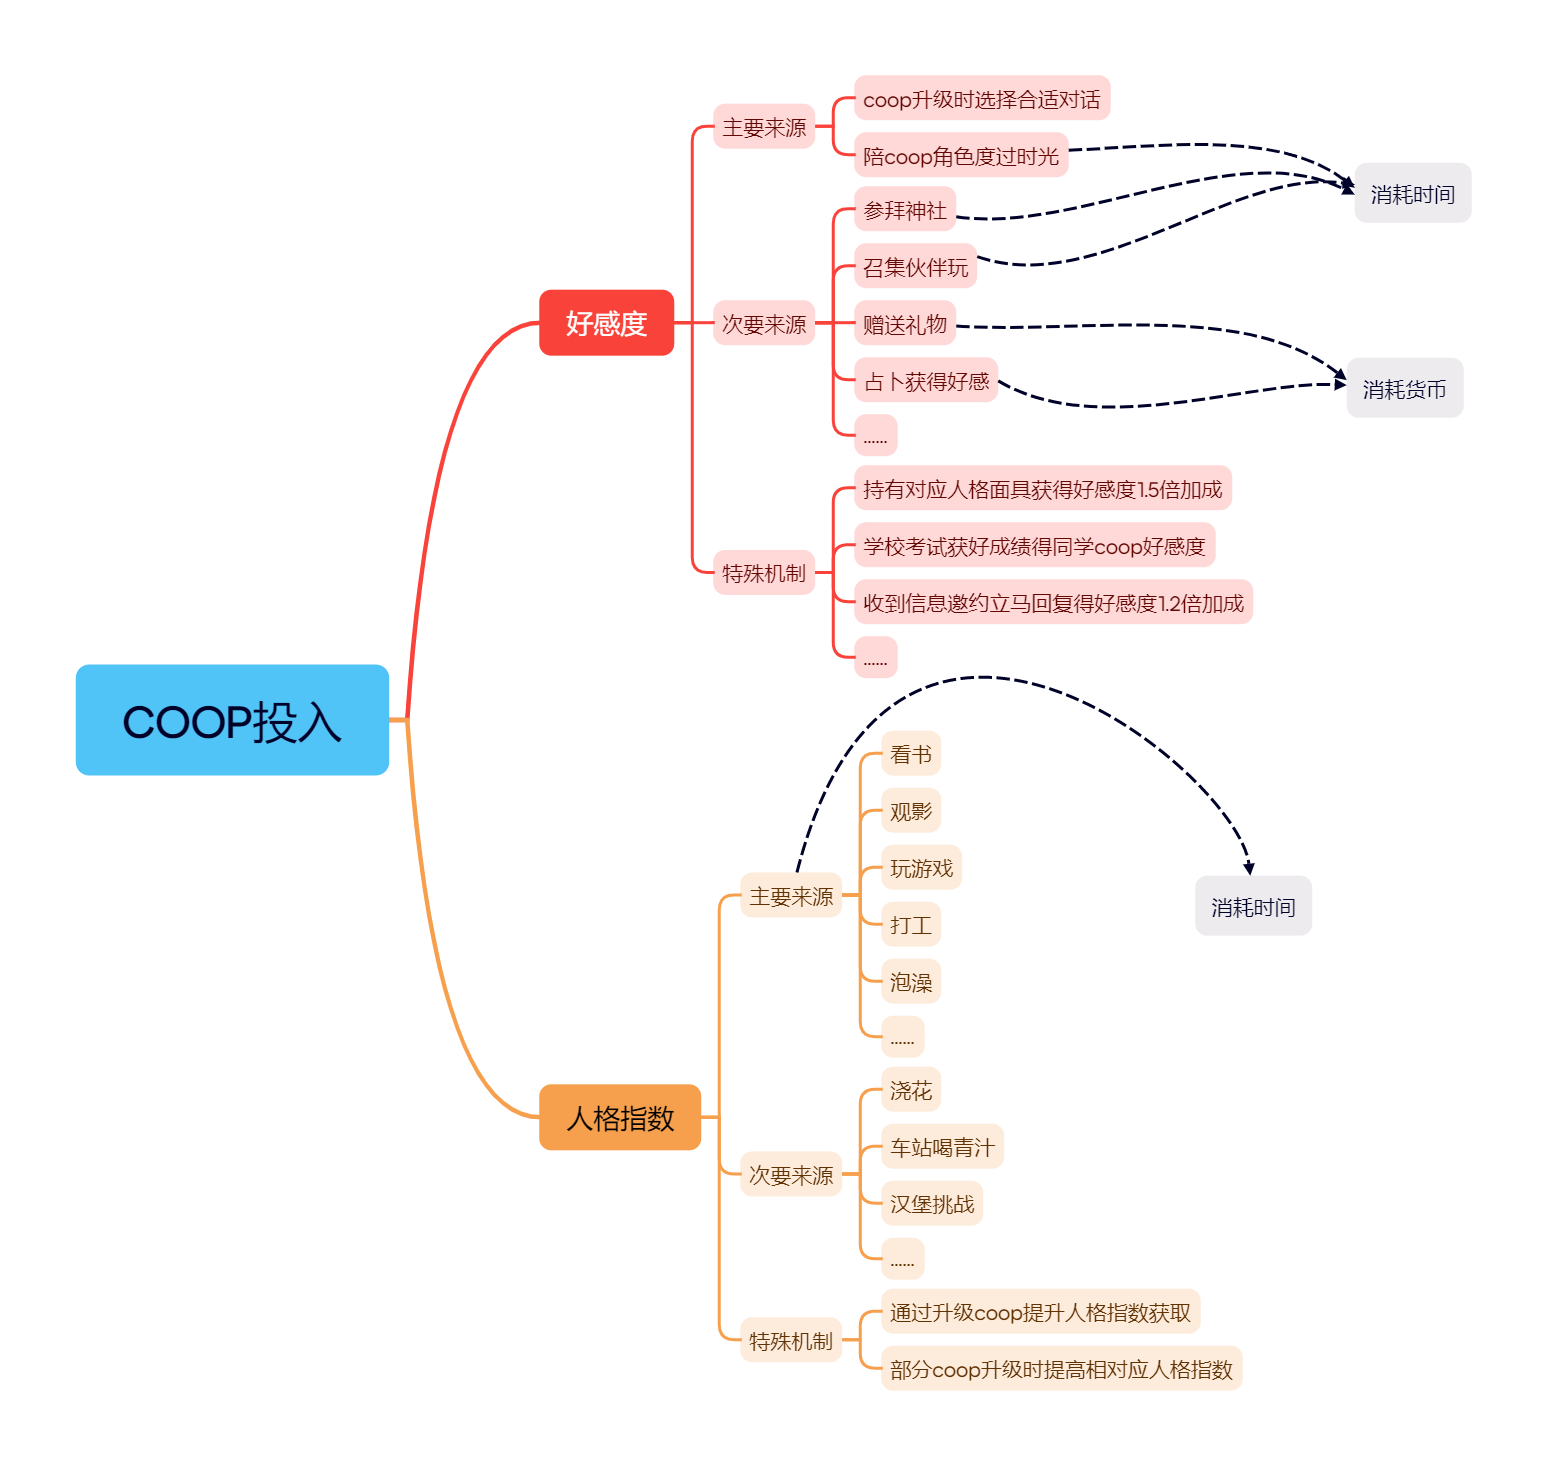 COOP投入
好感度
主要来源
coop升级时选择合适对话
陪coop角色度过时光
消耗时间
次要来源
参拜神社
召集伙伴玩
赠送礼物
占卜获得好感
......
消耗货币
特殊机制
持有对应人格面具获得好感度1.5倍加成
学校考试获好成绩得同学coop好感度
收到信息邀约立马回复得好感度1.2倍加成
......
人格指数
主要来源
看书
观影
玩游戏
打工
泡澡
......
消耗时间
次要来源
浇花
车站喝青汁
汉堡挑战
......
特殊机制
通过升级coop提升人格指数获取
部分coop升级时提高相对应人格指数